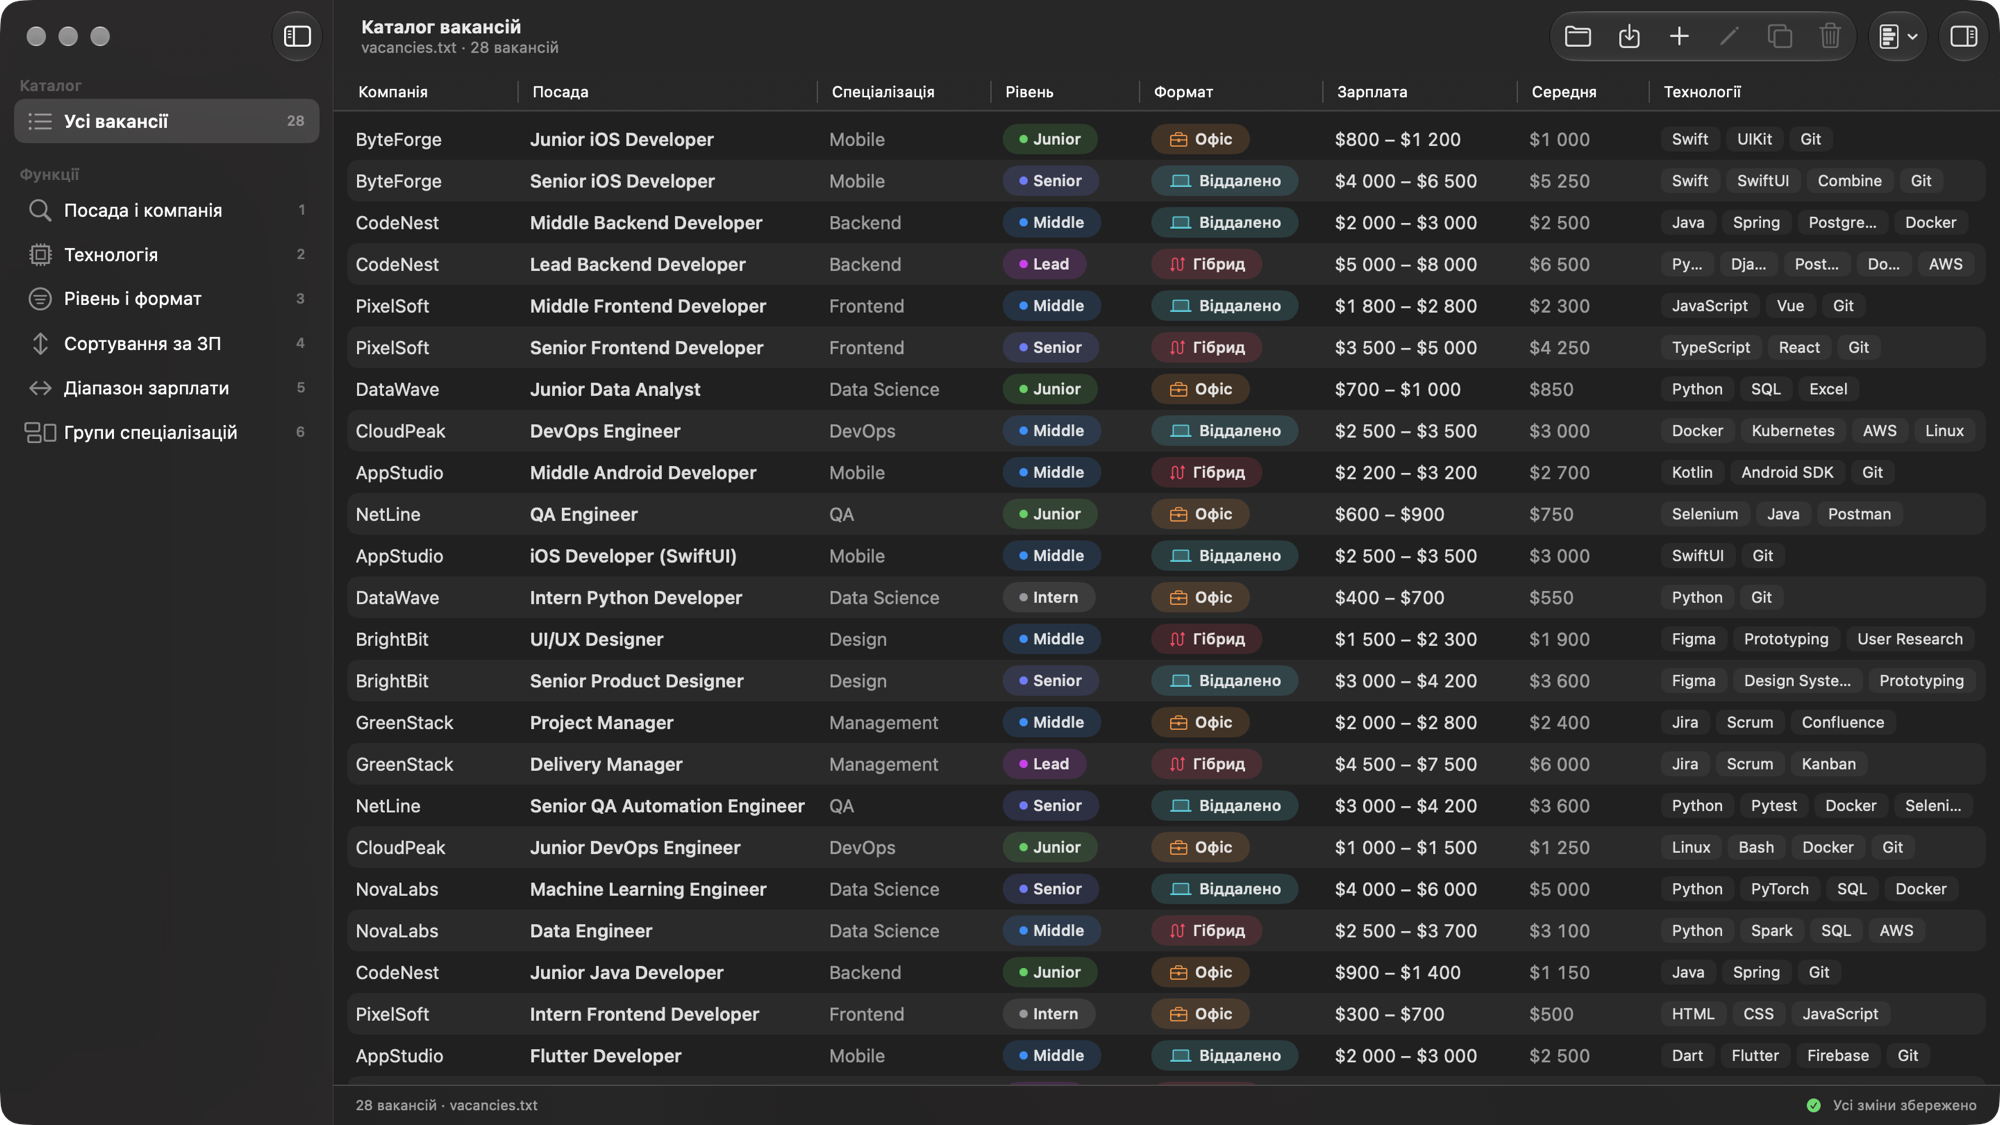 Каталог вакансій
vacancies.txt · 28 вакансій
Каталог
Усі вакансії 28
Функції
Посада і компанія 1
Технологія 2
Рівень і формат 3
Сортування за ЗП 4
Діапазон зарплати 5
Групи спеціалізацій 6
Компанія Посада Спеціалізація Рівень Формат Зарплата Середня Технології
ByteForge Junior iOS Developer Mobile Junior Офіс $800 – $1 200 $1 000 Swift UIKit Git
ByteForge Senior iOS Developer Mobile Senior Віддалено $4 000 – $6 500 $5 250 Swift SwiftUI Combine Git
CodeNest Middle Backend Developer Backend Middle Віддалено $2 000 – $3 000 $2 500 Java Spring Postgre... Docker
CodeNest Lead Backend Developer Backend Lead Гібрид $5 000 – $8 000 $6 500 Py... Dja... Post... Do... AWS
PixelSoft Middle Frontend Developer Frontend Middle Віддалено $1 800 – $2 800 $2 300 JavaScript Vue Git
PixelSoft Senior Frontend Developer Frontend Senior Гібрид $3 500 – $5 000 $4 250 TypeScript React Git
DataWave Junior Data Analyst Data Science Junior Офіс $700 – $1 000 $850 Python SQL Excel
CloudPeak DevOps Engineer DevOps Middle Віддалено $2 500 – $3 500 $3 000 Docker Kubernetes AWS Linux
AppStudio Middle Android Developer Mobile Middle Гібрид $2 200 – $3 200 $2 700 Kotlin Android SDK Git
NetLine QA Engineer QA Junior Офіс $600 – $900 $750 Selenium Java Postman
AppStudio iOS Developer (SwiftUI) Mobile Middle Віддалено $2 500 – $3 500 $3 000 SwiftUI Git
DataWave Intern Python Developer Data Science Intern Офіс $400 – $700 $550 Python Git
BrightBit UI/UX Designer Design Middle Гібрид $1 500 – $2 300 $1 900 Figma Prototyping User Research
BrightBit Senior Product Designer Design Senior Віддалено $3 000 – $4 200 $3 600 Figma Design Syste... Prototyping
GreenStack Project Manager Management Middle Офіс $2 000 – $2 800 $2 400 Jira Scrum Confluence
GreenStack Delivery Manager Management Lead Гібрид $4 500 – $7 500 $6 000 Jira Scrum Kanban
NetLine Senior QA Automation Engineer QA Senior Віддалено $3 000 – $4 200 $3 600 Python Pytest Docker Seleni...
CloudPeak Junior DevOps Engineer DevOps Junior Офіс $1 000 – $1 500 $1 250 Linux Bash Docker Git
NovaLabs Machine Learning Engineer Data Science Senior Віддалено $4 000 – $6 000 $5 000 Python PyTorch SQL Docker
NovaLabs Data Engineer Data Science Middle Гібрид $2 500 – $3 700 $3 100 Python Spark SQL AWS
CodeNest Junior Java Developer Backend Junior Офіс $900 – $1 400 $1 150 Java Spring Git
PixelSoft Intern Frontend Developer Frontend Intern Офіс $300 – $700 $500 HTML CSS JavaScript
AppStudio Flutter Developer Mobile Middle Віддалено $2 000 – $3 000 $2 500 Dart Flutter Firebase Git
28 вакансій · vacancies.txt
Усі зміни збережено